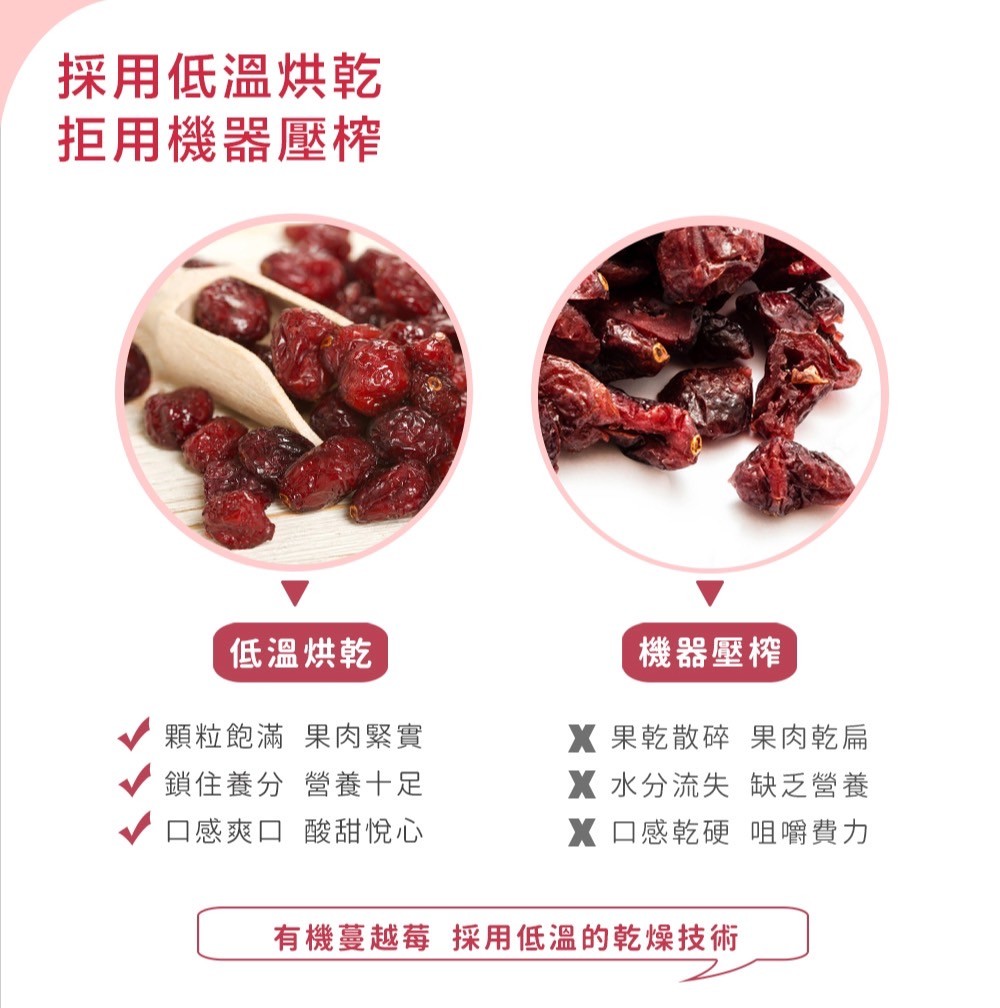 採用低溫烘乾
拒用機器壓榨
低溫烘乾
顆粒飽滿 果肉緊實
鎖住養分 營養十足
口感爽口 酸甜悅心
機器壓榨
果乾散碎 果肉乾扁
水分流失 缺乏營養
口感乾硬 咀嚼費力
有機蔓越莓 採用低溫的乾燥技術